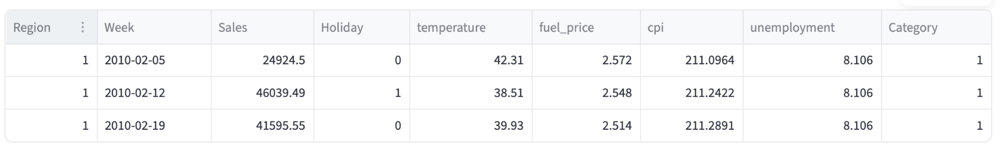 Region Week Sales Holiday temperature fuel_price cpi unemployment Category
1 2010-02-05 24924.5 0 42.31 2.572 211.0964 8.106 1
1 2010-02-12 46039.49 1 38.51 2.548 211.2422 8.106 1
1 2010-02-19 41595.55 0 39.93 2.514 211.2891 8.106 1